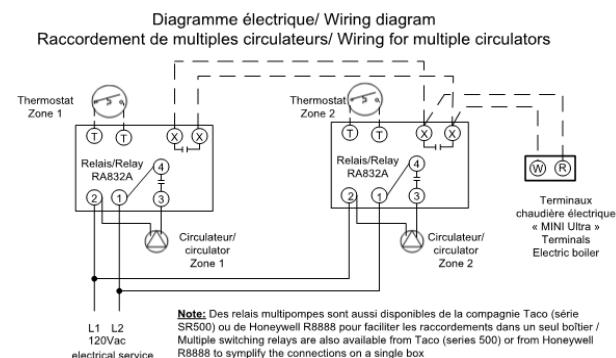 Diagramme électrique/ Wiring diagram
Raccordement de multiples circulateurs/ Wiring for multiple circulators
Thermostat
Zone 1
T
T
X
X
Relais/Relay
RA832A
4
2
1
3
Circulateur/
circulator
Zone 1
Thermostat
Zone 2
T
T
X
X
Relais/Relay
RA832A
4
2
1
3
Circulateur/
circulator
Zone 2
W
R
Terminaux
chaudière électrique
« MINI Ultra »
Terminals
Electric boiler
L1 L2
120Vac
electrical service
Note: Des relais multipompes sont aussi disponibles de la compagnie Taco (série
SR500) ou de Honeywell R8888 pour faciliter les raccordements dans un seul boîtier /
Multiple switching relays are also available from Taco (series 500) or from Honeywell
R8888 to symplify the connections on a single box